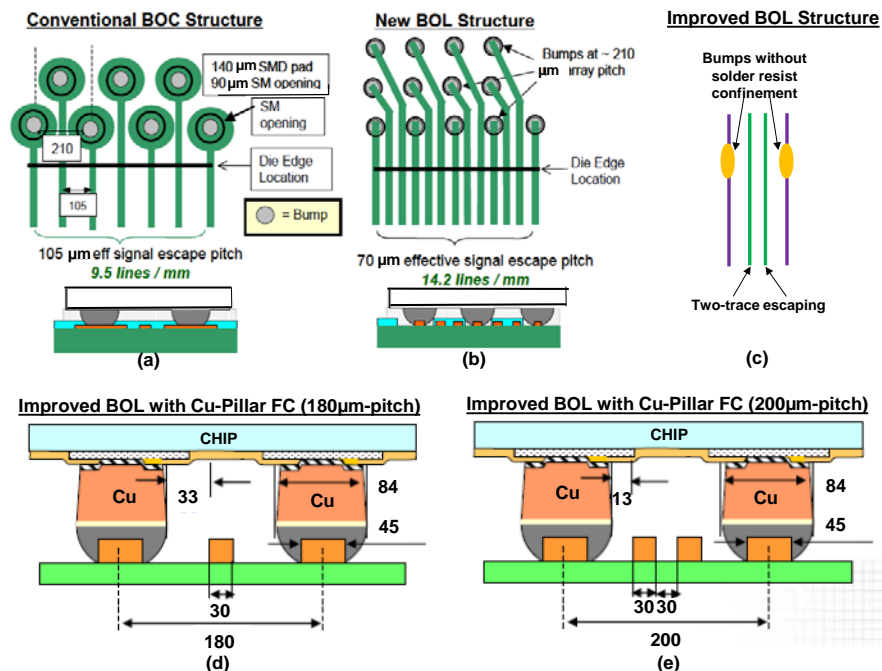 Conventional BOC Structure
140 µm SMD pad
90 µm SM opening
SM
opening
210
Die Edge
Location
105
= Bump
105 µm eff signal escape pitch
9.5 lines / mm
(a)
New BOL Structure
Bumps at ~ 210
µm array pitch
Die Edge
Location
70 µm effective signal escape pitch
14.2 lines / mm
(b)
Improved BOL Structure
Bumps without
solder resist
confinement
Two-trace escaping
(c)
Improved BOL with Cu-Pillar FC (180µm-pitch)
CHIP
Cu
33
Cu
84
45
30
180
(d)
Improved BOL with Cu-Pillar FC (200µm-pitch)
CHIP
Cu
13
Cu
84
45
30 30
200
(e)